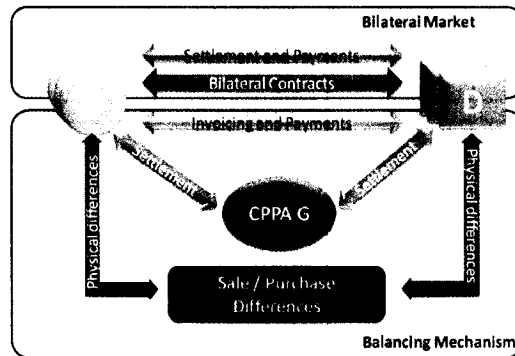 Bilateral Market
Settlement and Payments
Bilateral Contracts
D
Invoicing and Payments
Settlement
Settlement
Physical differences
Physical differences
CPPA G
Sale / Purchase
Differences
Balancing Mechanism